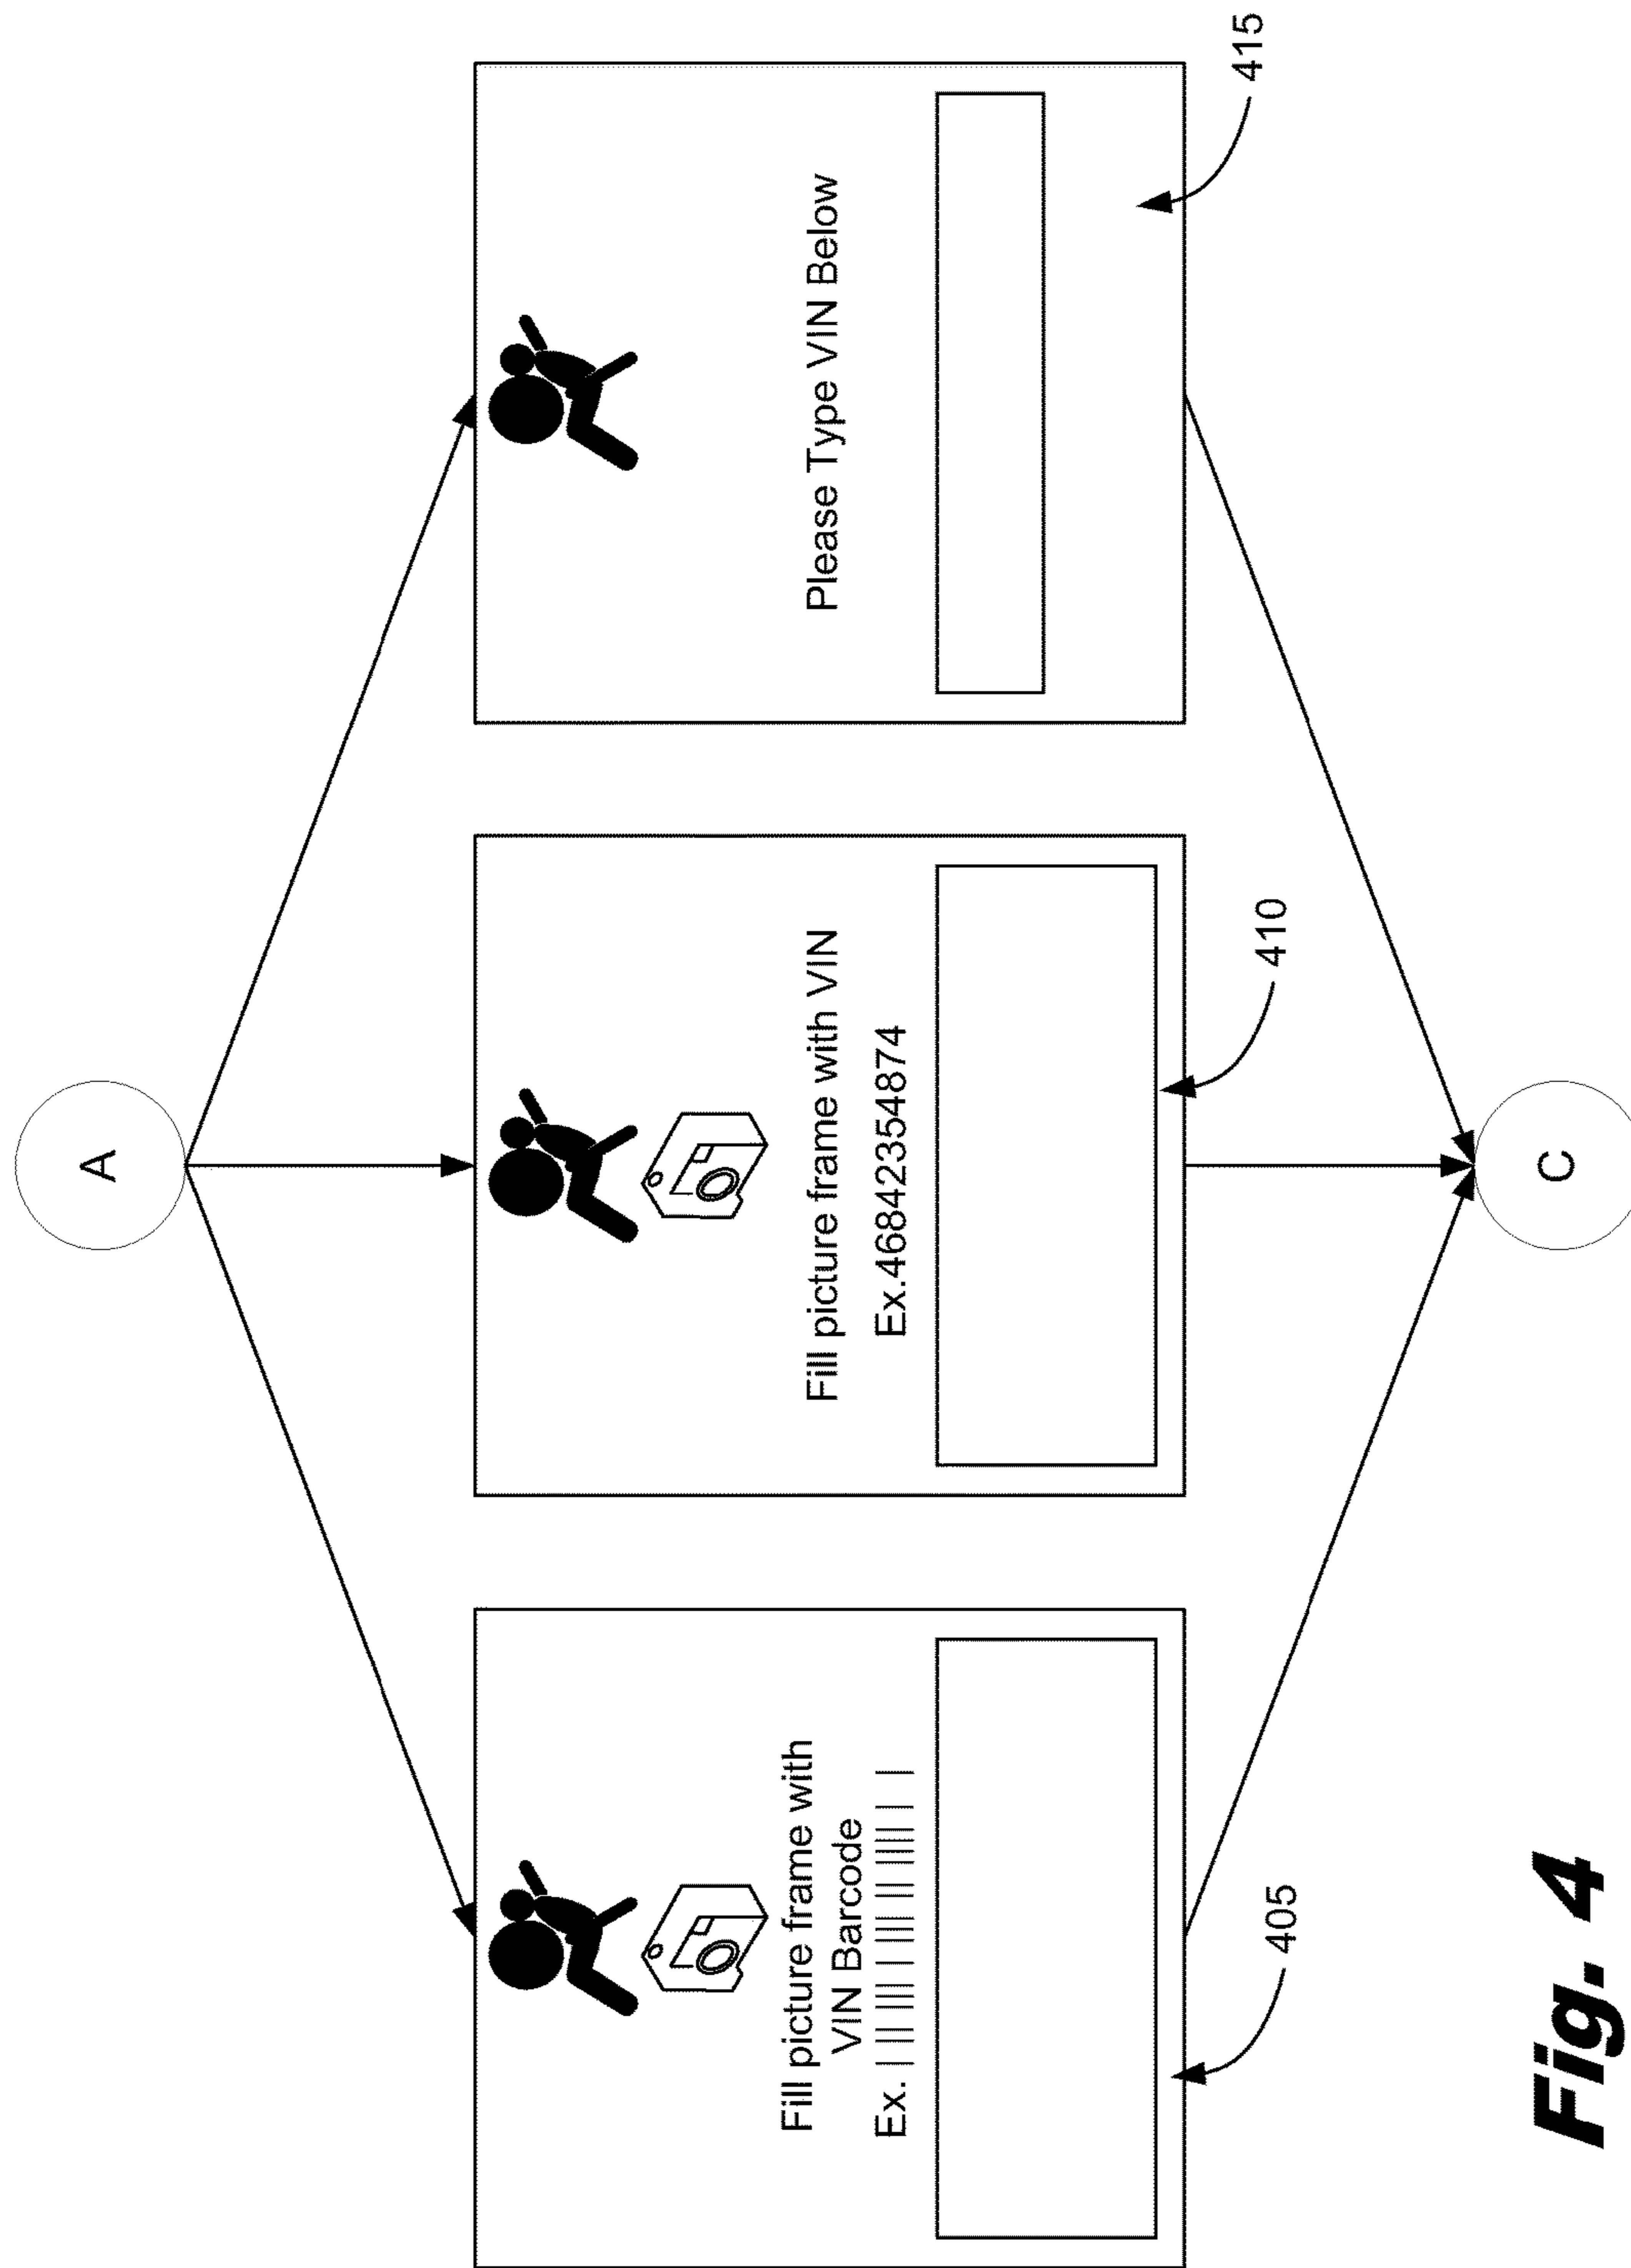 A
Fill picture frame with
VIN Barcode
Ex.
405
Fill picture frame with VIN
Ex.46842354874
410
Please Type VIN Below
415
C
Fig. 4